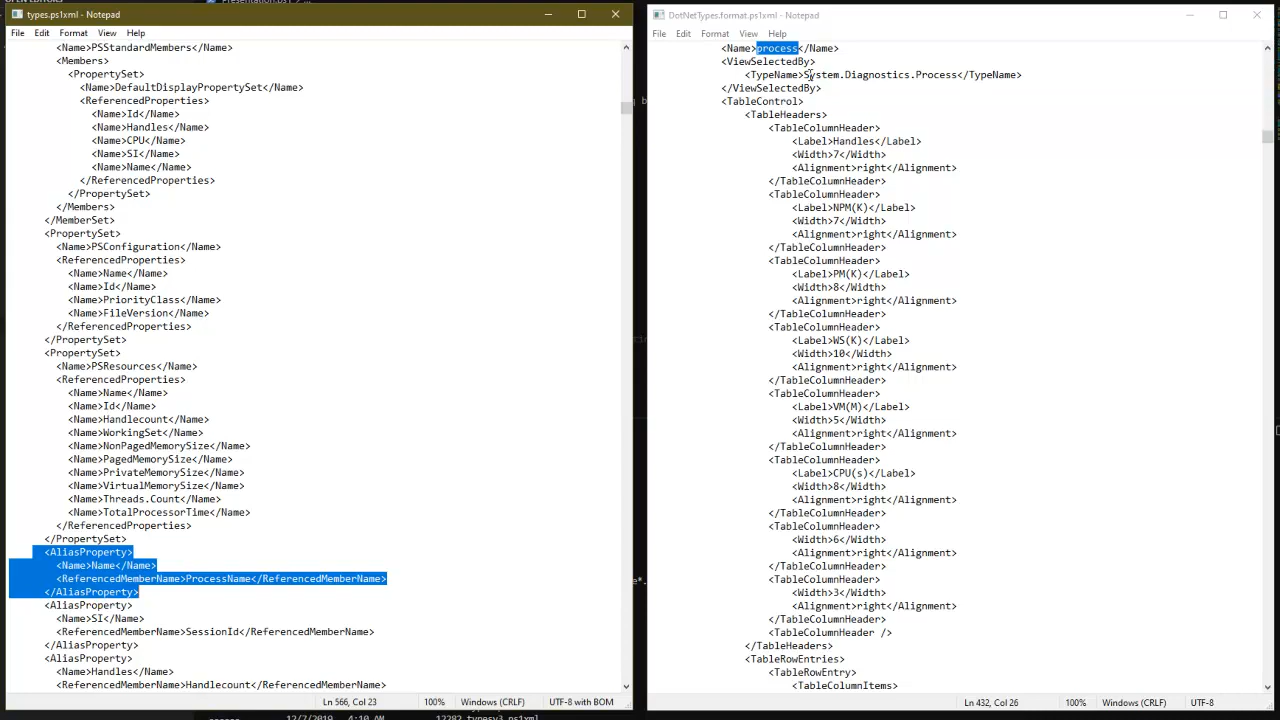 types.ps1xml - Notepad
File Edit Format View Help
<Name>PSStandardMembers</Name>
<Members>
<PropertySet>
<Name>DefaultDisplayPropertySet</Name>
<ReferencedProperties>
<Name>Id</Name>
<Name>Handles</Name>
<Name>CPU</Name>
<Name>SI</Name>
<Name>Name</Name>
</ReferencedProperties>
</PropertySet>
</Members>
</MemberSet>
<PropertySet>
<Name>PSConfiguration</Name>
<ReferencedProperties>
<Name>Name</Name>
<Name>Id</Name>
<Name>PriorityClass</Name>
<Name>FileVersion</Name>
</ReferencedProperties>
</PropertySet>
<PropertySet>
<Name>PSResources</Name>
<ReferencedProperties>
<Name>Name</Name>
<Name>Id</Name>
<Name>Handlecount</Name>
<Name>WorkingSet</Name>
<Name>NonPagedMemorySize</Name>
<Name>PagedMemorySize</Name>
<Name>PrivateMemorySize</Name>
<Name>VirtualMemorySize</Name>
<Name>Threads.Count</Name>
<Name>TotalProcessorTime</Name>
</ReferencedProperties>
</PropertySet>
<AliasProperty>
<Name>Name</Name>
<ReferencedMemberName>ProcessName</ReferencedMemberName>
</AliasProperty>
<AliasProperty>
<Name>SI</Name>
<ReferencedMemberName>SessionId</ReferencedMemberName>
</AliasProperty>
<AliasProperty>
<Name>Handles</Name>
<ReferencedMemberName>Handlecount</ReferencedMemberName>
Ln 566, Col 23 100% Windows (CRLF) UTF-8 with BOM
DotNetTypes.format.ps1xml - Notepad
File Edit Format View Help
<Name>process</Name>
<ViewSelectedBy>
<TypeName>System.Diagnostics.Process</TypeName>
</ViewSelectedBy>
<TableControl>
<TableHeaders>
<TableColumnHeader>
<Label>Handles</Label>
<Width>7</Width>
<Alignment>right</Alignment>
</TableColumnHeader>
<TableColumnHeader>
<Label>NPM(K)</Label>
<Width>7</Width>
<Alignment>right</Alignment>
</TableColumnHeader>
<TableColumnHeader>
<Label>PM(K)</Label>
<Width>8</Width>
<Alignment>right</Alignment>
</TableColumnHeader>
<TableColumnHeader>
<Label>WS(K)</Label>
<Width>10</Width>
<Alignment>right</Alignment>
</TableColumnHeader>
<TableColumnHeader>
<Label>VM(M)</Label>
<Width>5</Width>
<Alignment>right</Alignment>
</TableColumnHeader>
<TableColumnHeader>
<Label>CPU(s)</Label>
<Width>8</Width>
<Alignment>right</Alignment>
</TableColumnHeader>
<TableColumnHeader>
<Width>6</Width>
<Alignment>right</Alignment>
</TableColumnHeader>
<TableColumnHeader>
<Width>3</Width>
<Alignment>right</Alignment>
</TableColumnHeader>
<TableColumnHeader />
</TableHeaders>
<TableRowEntries>
<TableRowEntry>
<TableColumnItems>
Ln 432, Col 26 100% Windows (CRLF) UTF-8
12/7/2019 4:10 AM 12282 typesv3.ps1xml